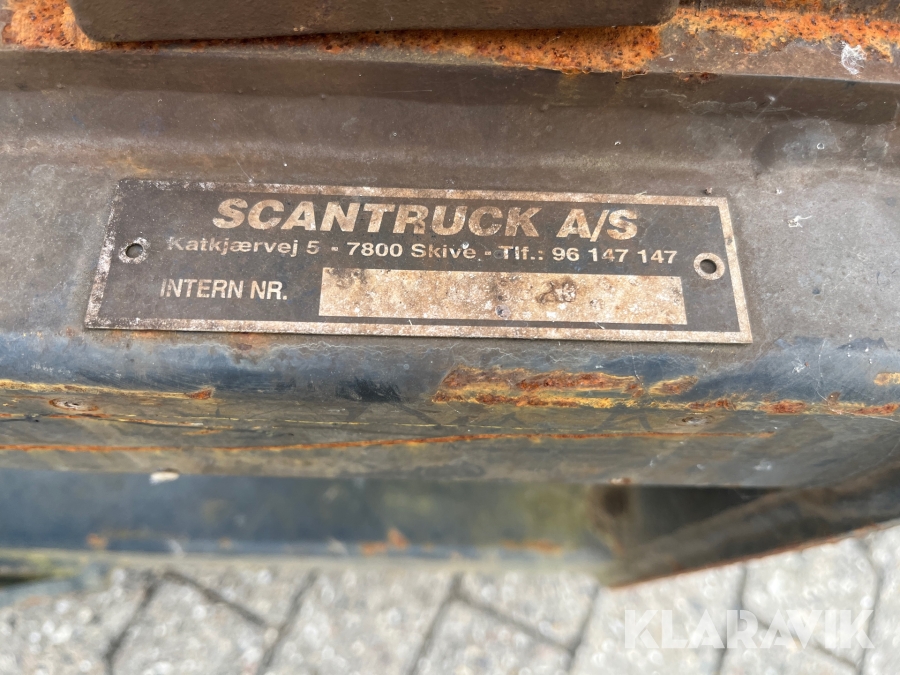 SCANTRUCK A/S
Katkjærvej 5 - 7800 Skive - Tlf.: 96 147 147
INTERN NR.
KLARAVIK